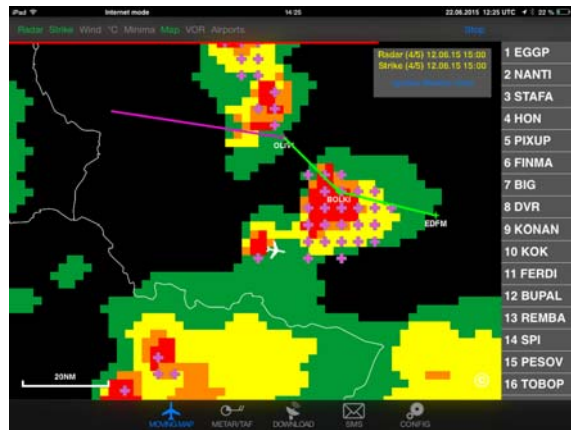 iPad Internet mode 14:25 22.06.2015 12:25 UTC 22 %
Radar Strike Wind °C Minima Map VOR Airports Stop
Radar (4/5) 12.06.15 15:00
Strike (4/5) 12.06.15 15:00
1 EGGP
2 NANTI
3 STAFA
4 HON
5 PIXUP
6 FINMA
7 BIG
8 DVR
9 KONAN
10 KOK
11 FERDI
12 BUPAL
13 REMBA
14 SPI
15 PESOV
16 TOBOP
BOLKI
EDFM
20NM
MOVING MAP METAR/TAF DOWNLOAD SMS CONFIG